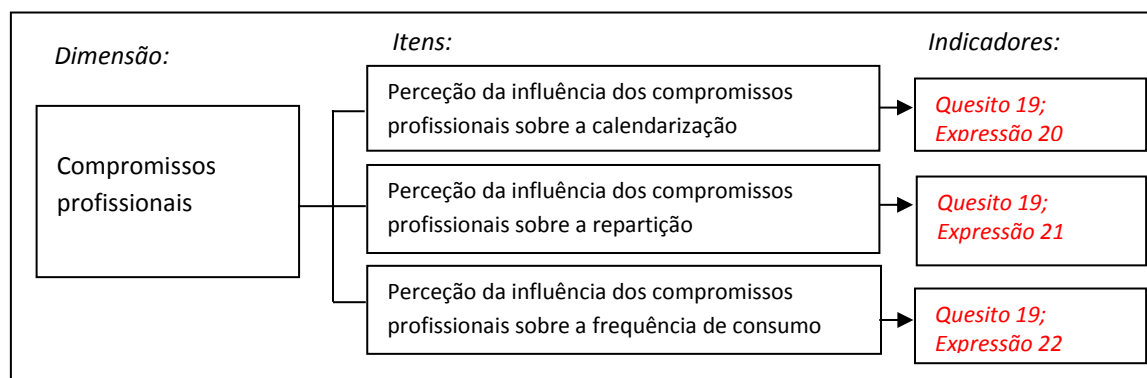 Dimensão:
Itens:
Indicadores:
Compromissos
profissionais
Perceção da influência dos compromissos
profissionais sobre a calendarização
Quesito 19;
Expressão 20
Perceção da influência dos compromissos
profissionais sobre a repartição
Quesito 19;
Expressão 21
Perceção da influência dos compromissos
profissionais sobre a frequência de consumo
Quesito 19;
Expressão 22